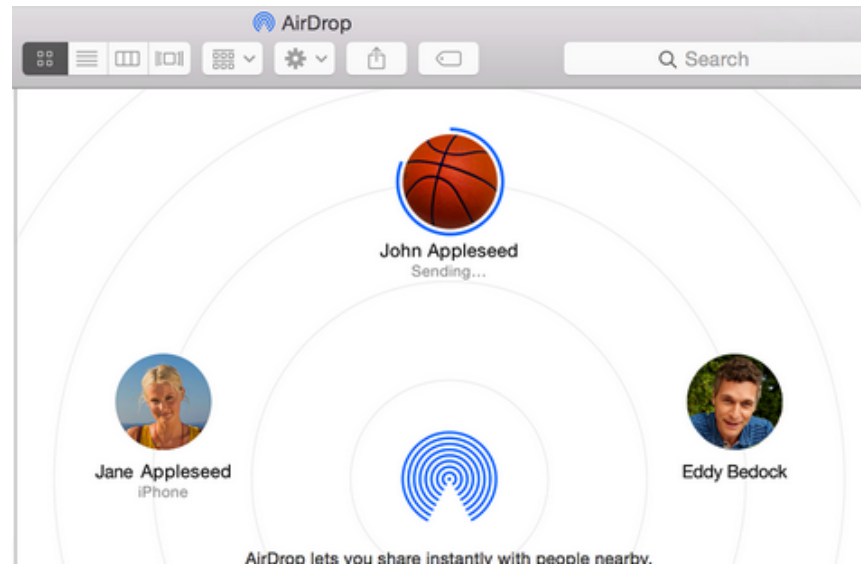 AirDrop
Search
John Appleseed
Sending...
Jane Appleseed
iPhone
Eddy Bedock
AirDrop lets you share instantly with people nearby.